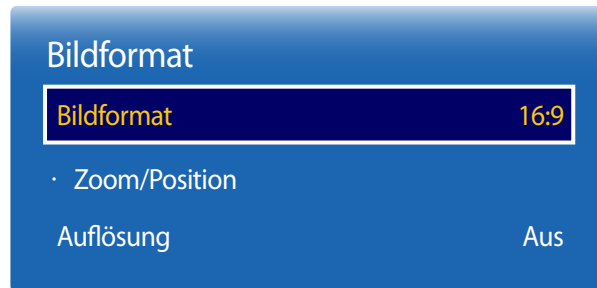 Bildformat
Bildformat 16:9
· Zoom/Position
Auflösung Aus